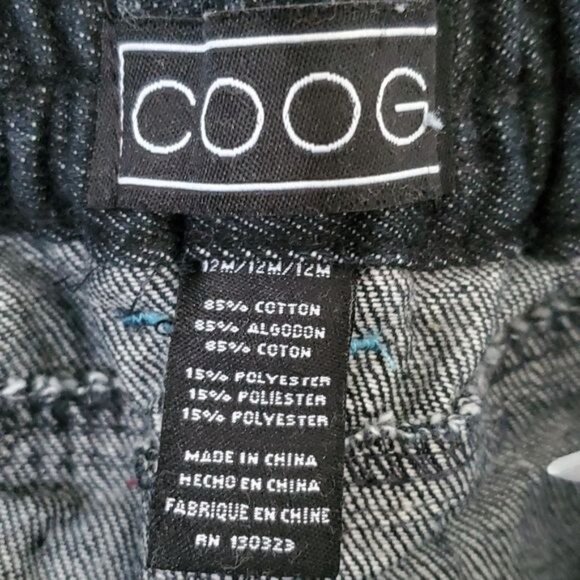 COOG
12M/12M/12M
85% COTTON
85% ALGODON
85% COTON
15% POLYESTER
15% POLIESTER
15% POLYESTER
MADE IN CHINA
HECHO EN CHINA
FABRIQUE EN CHINE
RN 130323